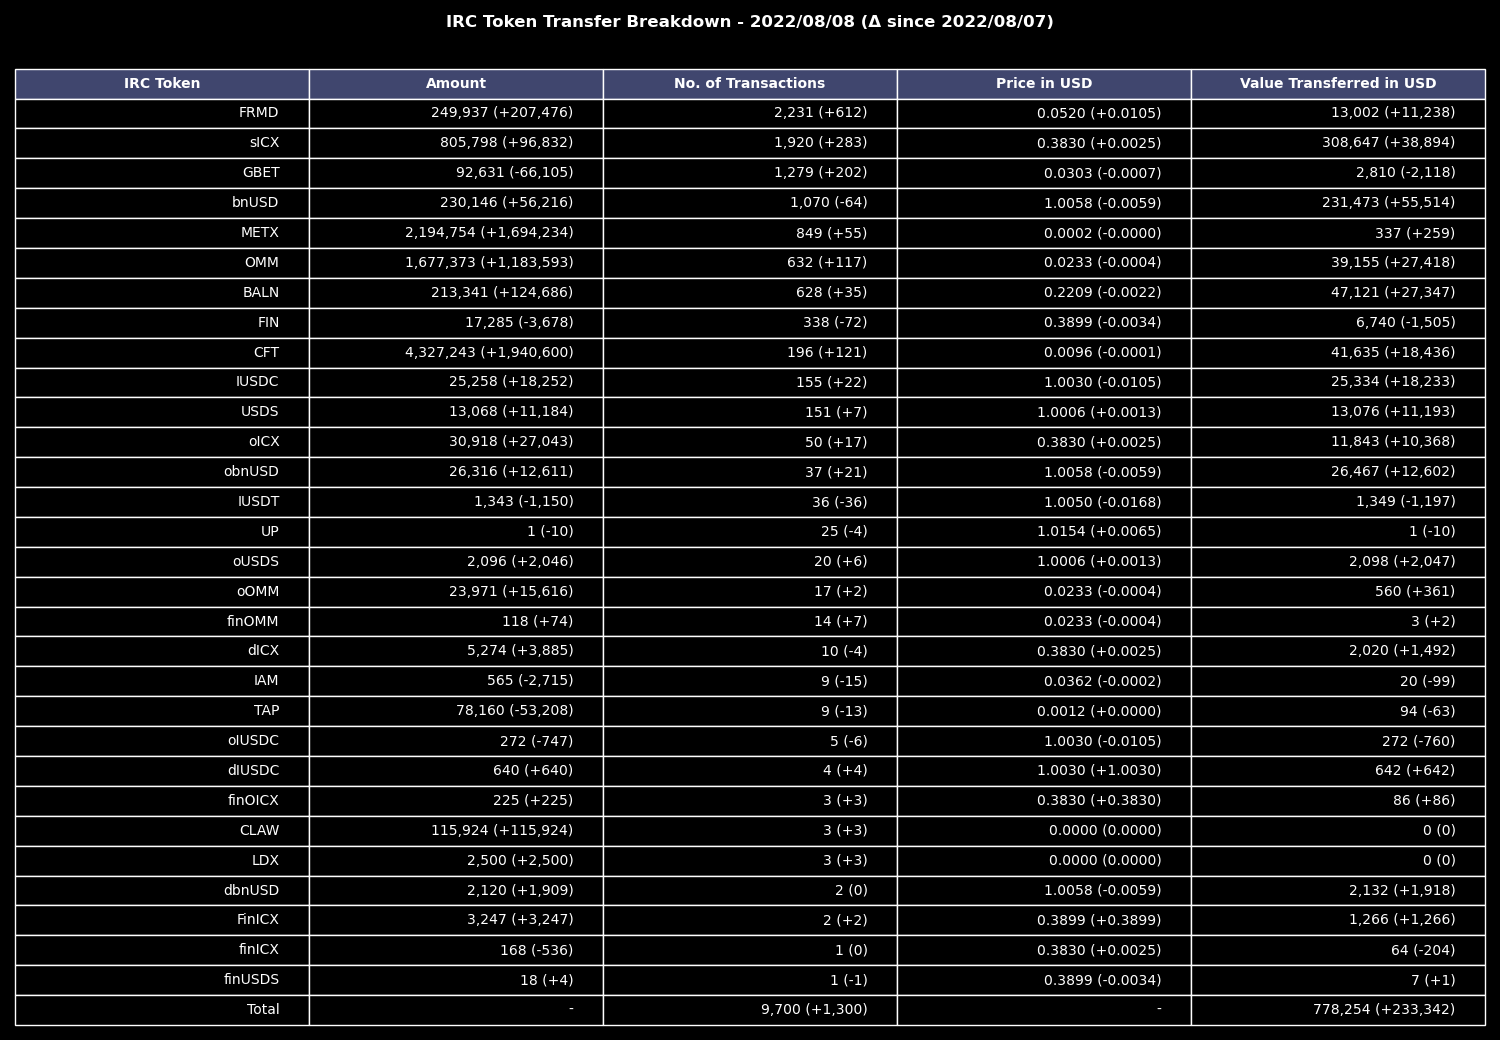 IRC Token Transfer Breakdown - 2022/08/08 (Δ since 2022/08/07)
IRC Token Amount No. of Transactions Price in USD Value Transferred in USD
FRMD 249,937 (+207,476) 2,231 (+612) 0.0520 (+0.0105) 13,002 (+11,238)
sICX 805,798 (+96,832) 1,920 (+283) 0.3830 (+0.0025) 308,647 (+38,894)
GBET 92,631 (-66,105) 1,279 (+202) 0.0303 (-0.0007) 2,810 (-2,118)
bnUSD 230,146 (+56,216) 1,070 (-64) 1.0058 (-0.0059) 231,473 (+55,514)
METX 2,194,754 (+1,694,234) 849 (+55) 0.0002 (-0.0000) 337 (+259)
OMM 1,677,373 (+1,183,593) 632 (+117) 0.0233 (-0.0004) 39,155 (+27,418)
BALN 213,341 (+124,686) 628 (+35) 0.2209 (-0.0022) 47,121 (+27,347)
FIN 17,285 (-3,678) 338 (-72) 0.3899 (-0.0034) 6,740 (-1,505)
CFT 4,327,243 (+1,940,600) 196 (+121) 0.0096 (-0.0001) 41,635 (+18,436)
IUSDC 25,258 (+18,252) 155 (+22) 1.0030 (-0.0105) 25,334 (+18,233)
USDS 13,068 (+11,184) 151 (+7) 1.0006 (+0.0013) 13,076 (+11,193)
oICX 30,918 (+27,043) 50 (+17) 0.3830 (+0.0025) 11,843 (+10,368)
obnUSD 26,316 (+12,611) 37 (+21) 1.0058 (-0.0059) 26,467 (+12,602)
IUSDT 1,343 (-1,150) 36 (-36) 1.0050 (-0.0168) 1,349 (-1,197)
UP 1 (-10) 25 (-4) 1.0154 (+0.0065) 1 (-10)
oUSDS 2,096 (+2,046) 20 (+6) 1.0006 (+0.0013) 2,098 (+2,047)
oOMM 23,971 (+15,616) 17 (+2) 0.0233 (-0.0004) 560 (+361)
finOMM 118 (+74) 14 (+7) 0.0233 (-0.0004) 3 (+2)
dICX 5,274 (+3,885) 10 (-4) 0.3830 (+0.0025) 2,020 (+1,492)
IAM 565 (-2,715) 9 (-15) 0.0362 (-0.0002) 20 (-99)
TAP 78,160 (-53,208) 9 (-13) 0.0012 (+0.0000) 94 (-63)
oIUSDC 272 (-747) 5 (-6) 1.0030 (-0.0105) 272 (-760)
dIUSDC 640 (+640) 4 (+4) 1.0030 (+1.0030) 642 (+642)
finOICX 225 (+225) 3 (+3) 0.3830 (+0.3830) 86 (+86)
CLAW 115,924 (+115,924) 3 (+3) 0.0000 (0.0000) 0 (0)
LDX 2,500 (+2,500) 3 (+3) 0.0000 (0.0000) 0 (0)
dbnUSD 2,120 (+1,909) 2 (0) 1.0058 (-0.0059) 2,132 (+1,918)
FinICX 3,247 (+3,247) 2 (+2) 0.3899 (+0.3899) 1,266 (+1,266)
finICX 168 (-536) 1 (0) 0.3830 (+0.0025) 64 (-204)
finUSDS 18 (+4) 1 (-1) 0.3899 (-0.0034) 7 (+1)
Total - 9,700 (+1,300) - 778,254 (+233,342)